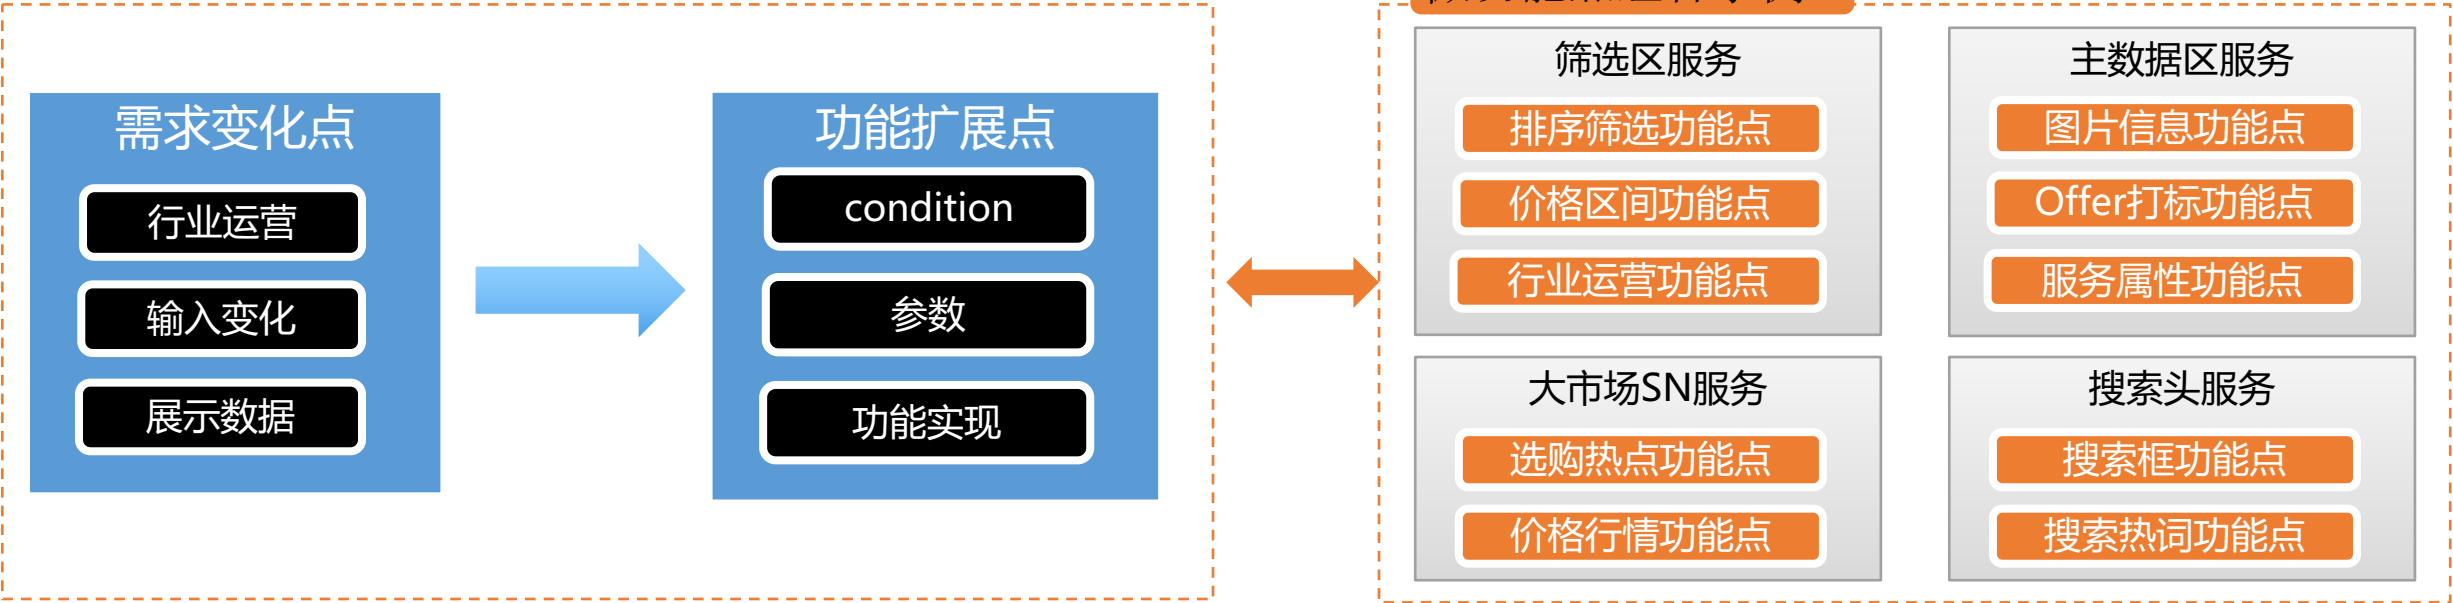 需求变化点
行业运营
输入变化
展示数据
功能扩展点
condition
参数
功能实现
筛选区服务
排序筛选功能点
价格区间功能点
行业运营功能点
主数据区服务
图片信息功能点
Offer打标功能点
服务属性功能点
大市场SN服务
选购热点功能点
价格行情功能点
搜索头服务
搜索框功能点
搜索热词功能点